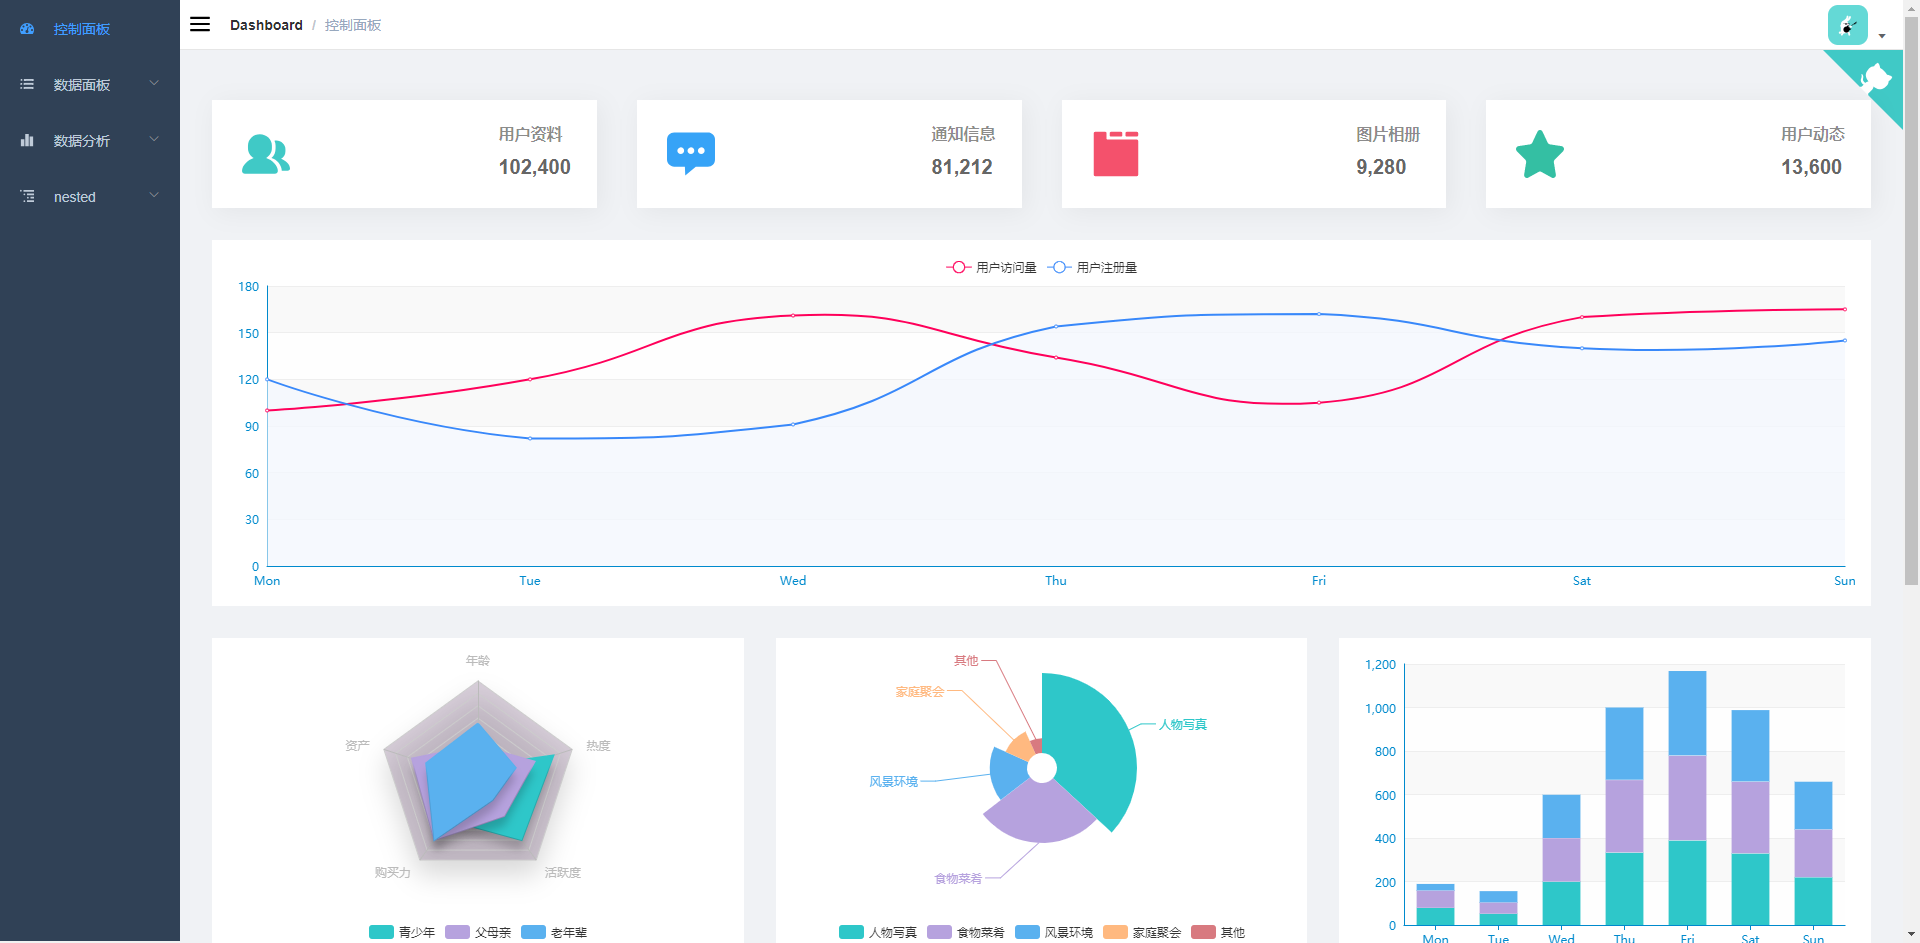 控制面板
数据面板
数据分析
nested
Dashboard / 控制面板
用户资料
102,400
通知信息
81,212
图片相册
9,280
用户动态
13,600
用户访问量 用户注册量
180
150
120
90
60
30
0
Mon Tue Wed Thu Fri Sat Sun
年龄
热度
资产
购买力
活跃度
青少年 父母亲 老年辈
其他
家庭聚会
人物写真
风景环境
食物菜肴
人物写真 食物菜肴 风景环境 家庭聚会 其他
1,200
1,000
800
600
400
200
0
Mon Tue Wed Thu Fri Sat Sun